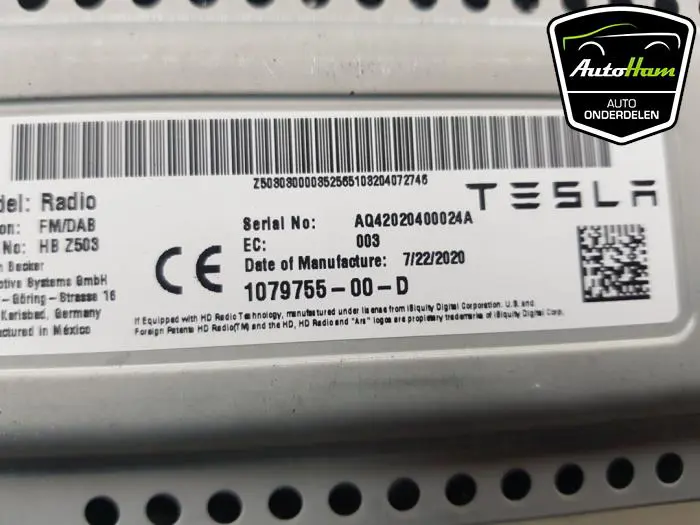 AutoHam
AUTO
ONDERDELEN
Z503030000352565103204072746
del: Radio
on: FM/DAB
No: HB Z503
n Becker
otive Systems GmbH
-Göring-Strasse 16
Karlsbad, Germany
actured in México
CE
Serial No: AQ42020400024A
EC: 003
Date of Manufacture: 7/22/2020
1079755-00-D
TESLA
If Equipped with HD Radio Technology, manufactured under license from iBiquity Digital Corporation. U.S. and
Foreign Patents HD Radio(TM) and the HD, HD Radio and "Arc" logos are proprietary trademarks of iBiquity Digital Corp.